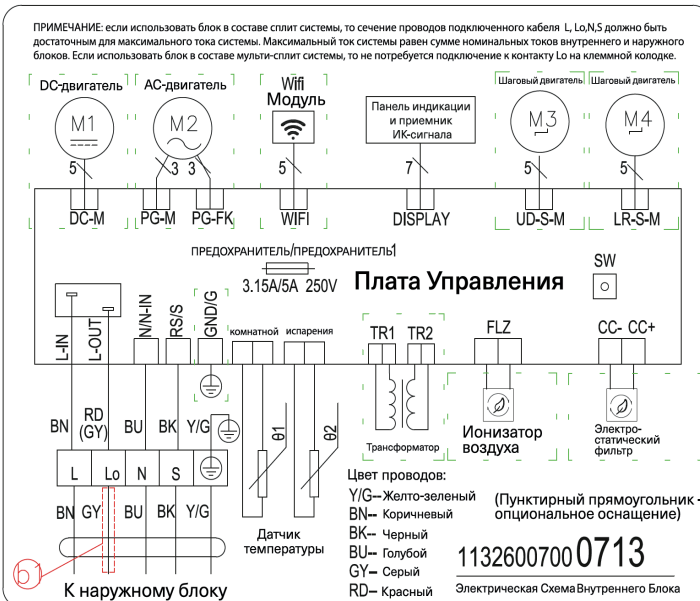 ПРИМЕЧАНИЕ: если использовать блок в составе сплит системы, то сечение проводов подключенного кабеля L, Lo,N,S должно быть
достаточным для максимального тока системы. Максимальный ток системы равен сумме номинальных токов внутреннего и наружного
блоков. Если использовать блок в составе мульти-сплит системы, то не потребуется подключение к контакту Lo на клеммной колодке.
DC-двигатель
AC-двигатель
Wifi
Модуль
Панель индикации
и приемник
ИК-сигнала
Шаговый двигатель
Шаговый двигатель
M1
M2
M3
M4
5
3
3
5
7
5
5
DC-M
PG-M
PG-FK
WIFI
DISPLAY
UD-S-M
LR-S-M
ПРЕДОХРАНИТЕЛЬ/ПРЕДОХРАНИТЕЛЬ1
3.15A/5A 250V
Плата Управления
SW
L-IN
L-OUT
N/N-IN
RS/S
GND/G
комнатной
испарения
TR1
TR2
FLZ
CC-
CC+
BN
RD
(GY)
BU
BK
Y/G
θ1
θ2
Трансформатор
Ионизатор
воздуха
Электро-
статический
фильтр
L
Lo
N
S
BN
GY
BU
BK
Y/G
Датчик
температуры
b1
К наружному блоку
Цвет проводов:
Y/G–Желто-зеленый
BN– Коричневый
BK– Черный
BU– Голубой
GY– Серый
RD– Красный
(Пунктирный прямоугольник -
опциональное оснащение)
1132600700 0713
Электрическая Схема Внутреннего Блока